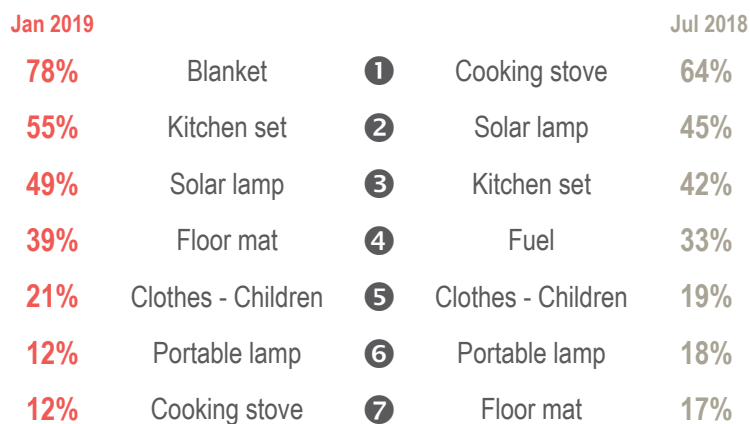 Jan 2019 Jul 2018
78% Blanket ❶ Cooking stove 64%
55% Kitchen set ❷ Solar lamp 45%
49% Solar lamp ❸ Kitchen set 42%
39% Floor mat ❹ Fuel 33%
21% Clothes - Children ❺ Clothes - Children 19%
12% Portable lamp ❻ Portable lamp 18%
12% Cooking stove ❼ Floor mat 17%